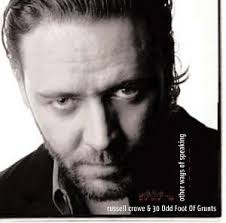 other ways of speaking
russell crowe & 30 Odd Foot Of Grunts